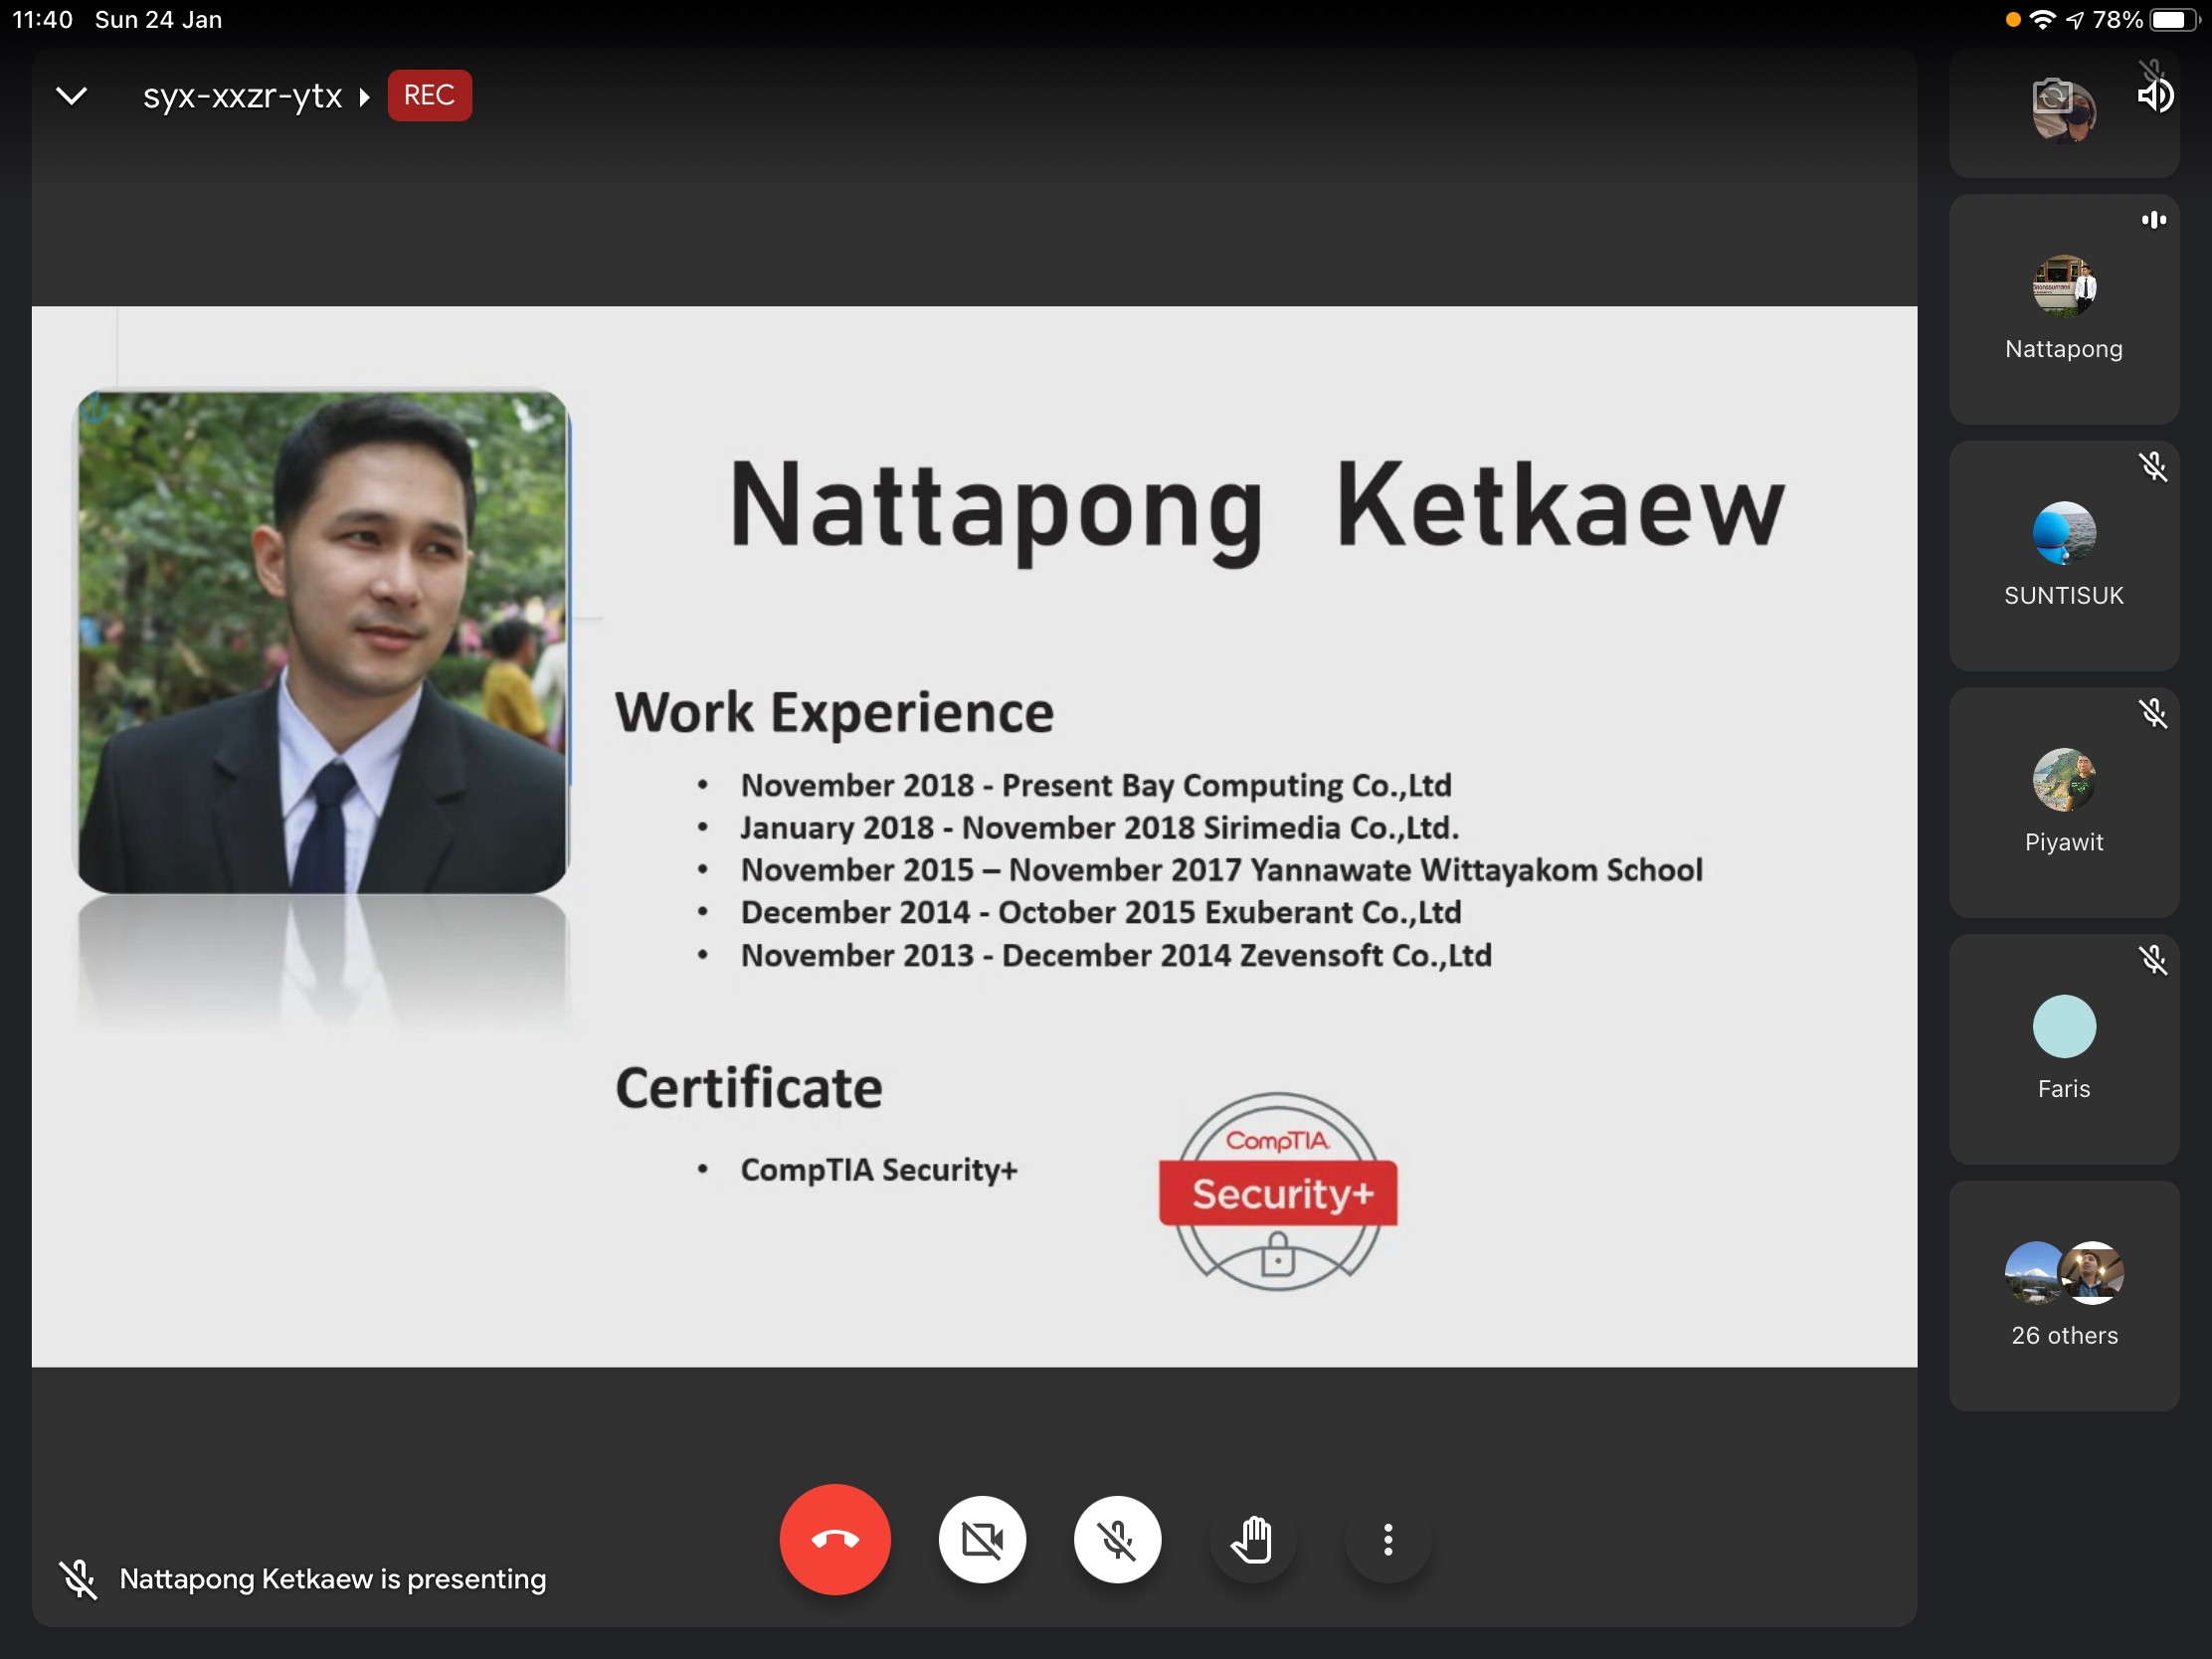 11:40 Sun 24 Jan
78%
syx-xxzr-ytx
REC
Nattapong Ketkaew
Work Experience
• November 2018 - Present Bay Computing Co.,Ltd
• January 2018 - November 2018 Sirimedia Co.,Ltd.
• November 2015 – November 2017 Yannawate Wittayakom School
• December 2014 - October 2015 Exuberant Co.,Ltd
• November 2013 - December 2014 Zevensoft Co.,Ltd
Certificate
• CompTIA Security+
CompTIA
Security+
Nattapong
SUNTISUK
Piyawit
Faris
26 others
Nattapong Ketkaew is presenting